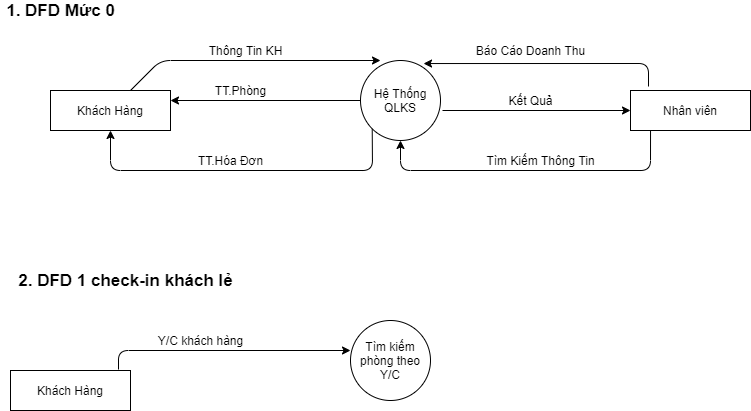 1. DFD Mức 0
Thông Tin KH
Báo Cáo Doanh Thu
TT.Phòng
Hệ Thống
QLKS
Kết Quả
Khách Hàng
Nhân viên
TT.Hóa Đơn
Tìm Kiếm Thông Tin
2. DFD 1 check-in khách lẻ
Y/C khách hàng
Tìm kiếm
phòng theo
Y/C
Khách Hàng